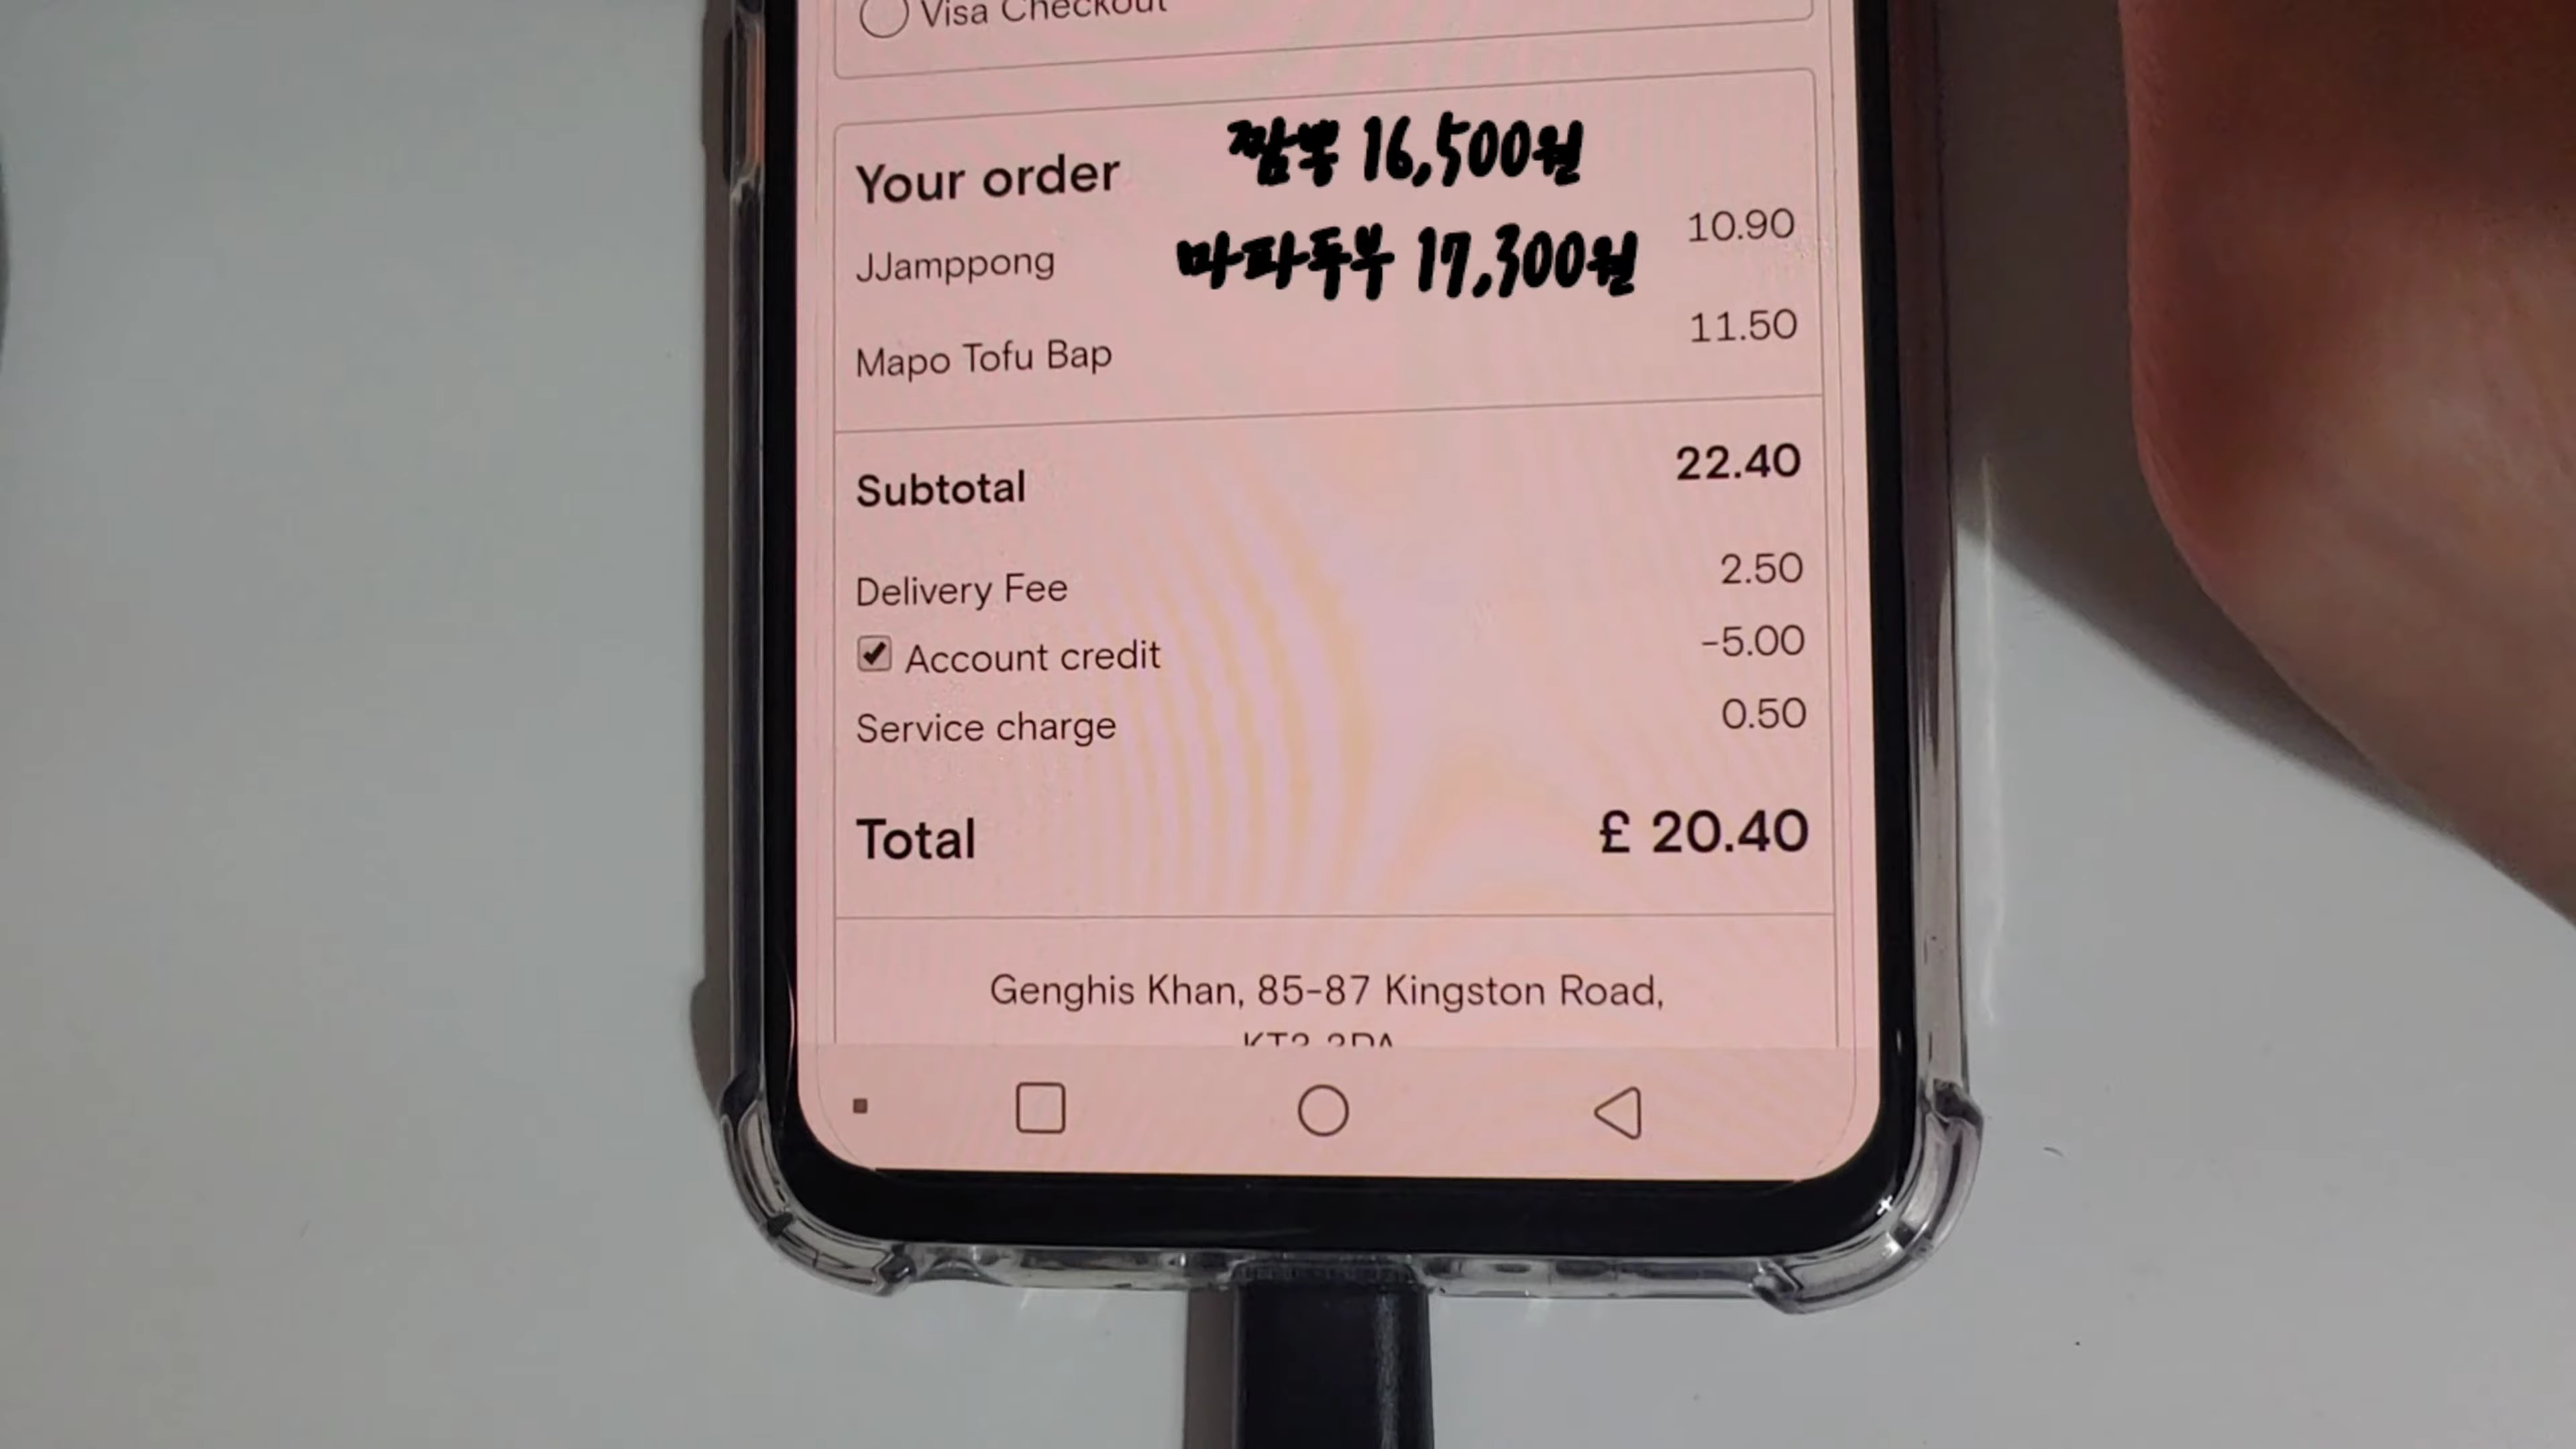 Visa Checkout
Your order
짬뽕 16,500원
JJamppong 10.90
마파두부 17,300원
Mapo Tofu Bap 11.50
Subtotal 22.40
Delivery Fee 2.50
Account credit -5.00
Service charge 0.50
Total £ 20.40
Genghis Khan, 85-87 Kingston Road,